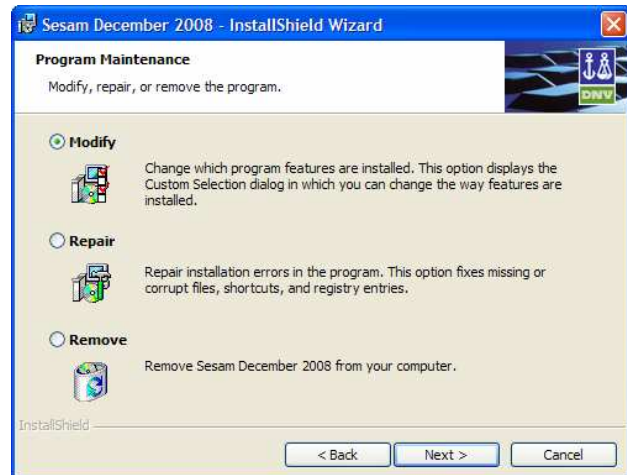 Sesam December 2008 - InstallShield Wizard
Program Maintenance
Modify, repair, or remove the program.
DNV
Modify
Change which program features are installed. This option displays the
Custom Selection dialog in which you can change the way features are
installed.
Repair
Repair installation errors in the program. This option fixes missing or
corrupt files, shortcuts, and registry entries.
Remove
Remove Sesam December 2008 from your computer.
InstallShield
< Back
Next >
Cancel